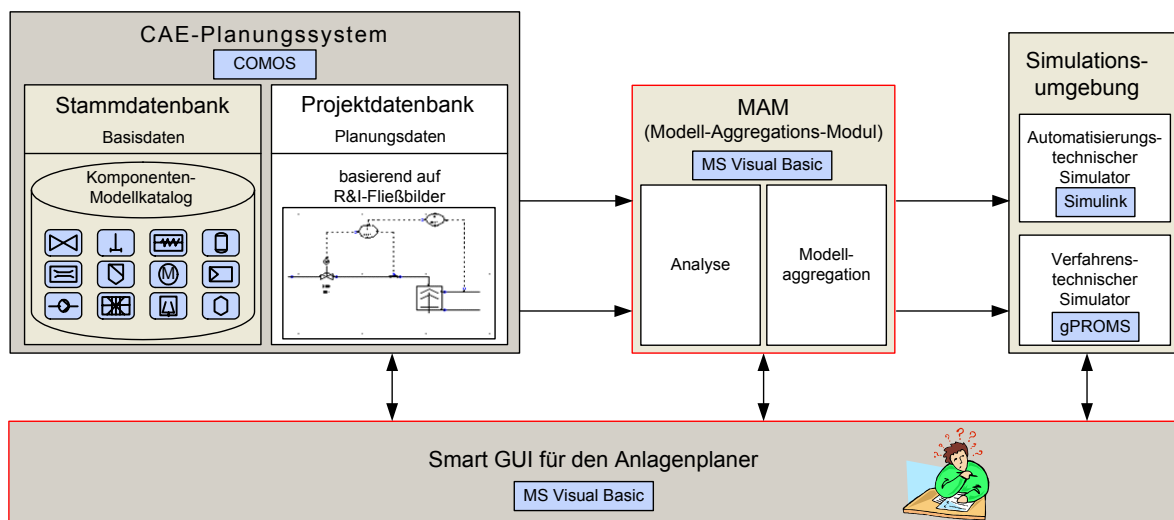 CAE-Planungssystem
COMOS
Stammdatenbank
Basisdaten
Komponenten-
Modellkatalog
M
Projektdatenbank
Planungsdaten
basierend auf
R&I-Fließbilder
MAM
(Modell-Aggregations-Modul)
MS Visual Basic
Analyse
Modell-
aggregation
Simulations-
umgebung
Automatisierungs-
technischer
Simulator
Simulink
Verfahrens-
technischer
Simulator
gPROMS
Smart GUI für den Anlagenplaner
MS Visual Basic